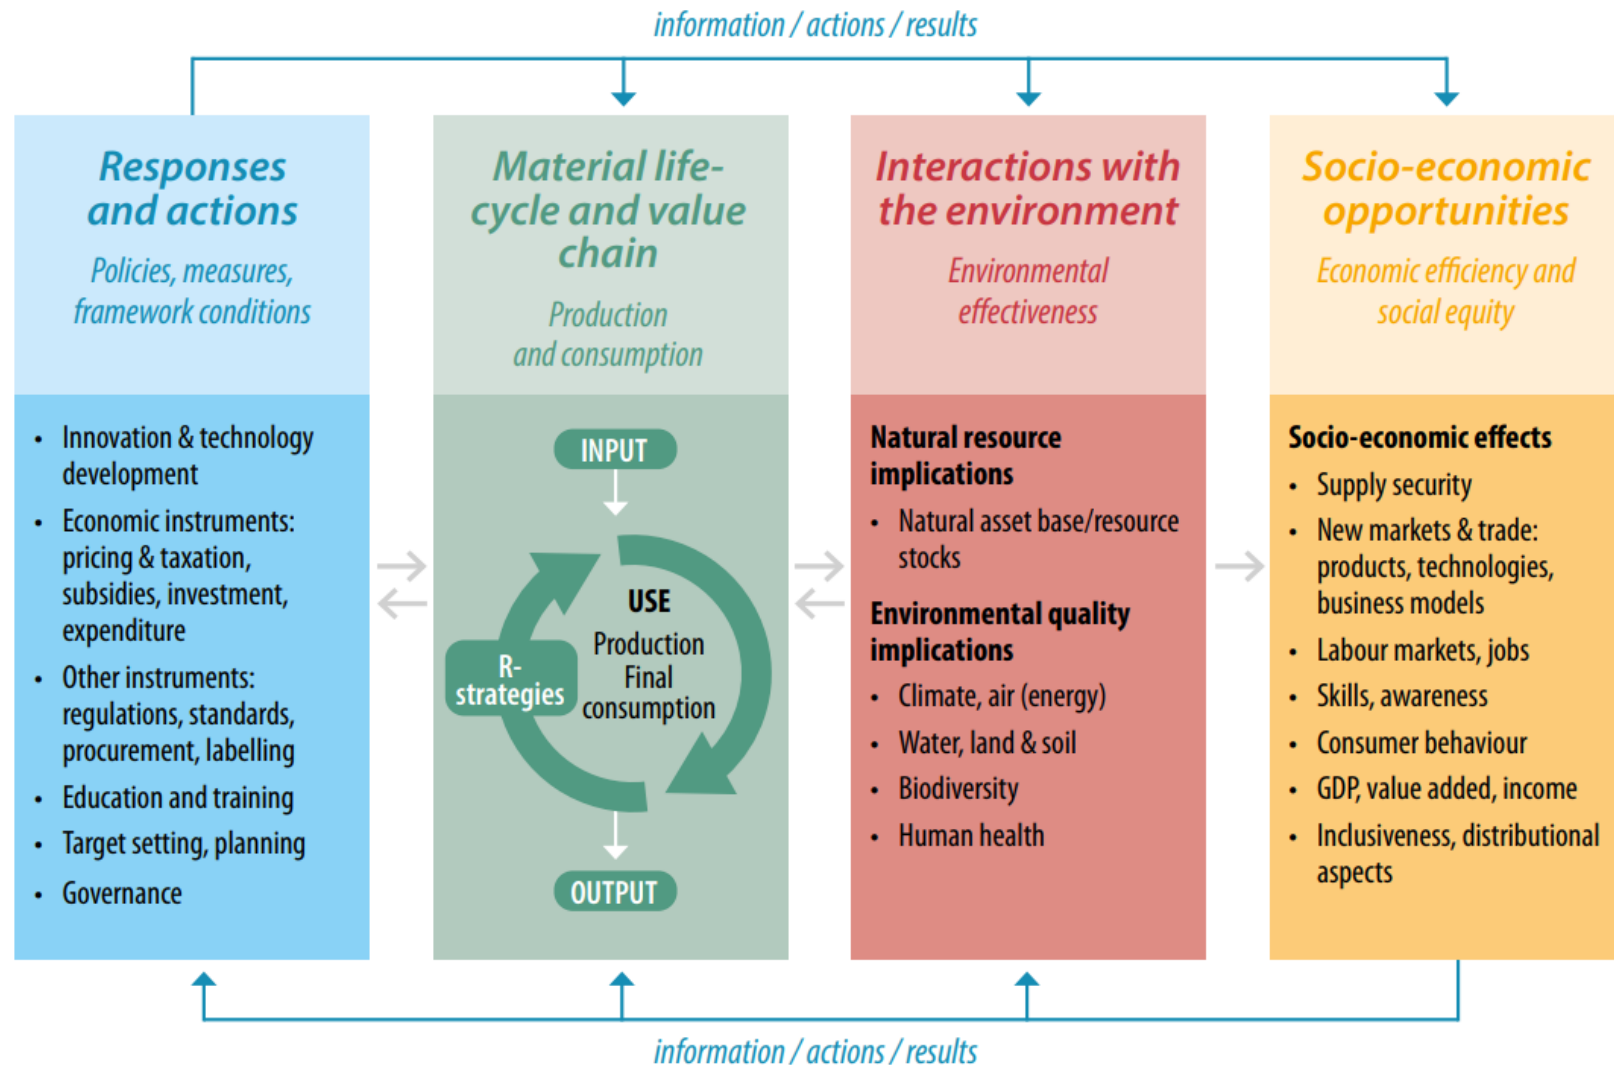 information / actions / results
Responses
and actions
Policies, measures,
framework conditions
• Innovation & technology
development
• Economic instruments:
pricing & taxation,
subsidies, investment,
expenditure
• Other instruments:
regulations, standards,
procurement, labelling
• Education and training
• Target setting, planning
• Governance
Material life-
cycle and value
chain
Production
and consumption
INPUT
USE
Production
Final
consumption
R-
strategies
OUTPUT
Interactions with
the environment
Environmental
effectiveness
Natural resource
implications
• Natural asset base/resource
stocks
Environmental quality
implications
• Climate, air (energy)
• Water, land & soil
• Biodiversity
• Human health
Socio-economic
opportunities
Economic efficiency and
social equity
Socio-economic effects
• Supply security
• New markets & trade:
products, technologies,
business models
• Labour markets, jobs
• Skills, awareness
• Consumer behaviour
• GDP, value added, income
• Inclusiveness, distributional
aspects
information / actions / results